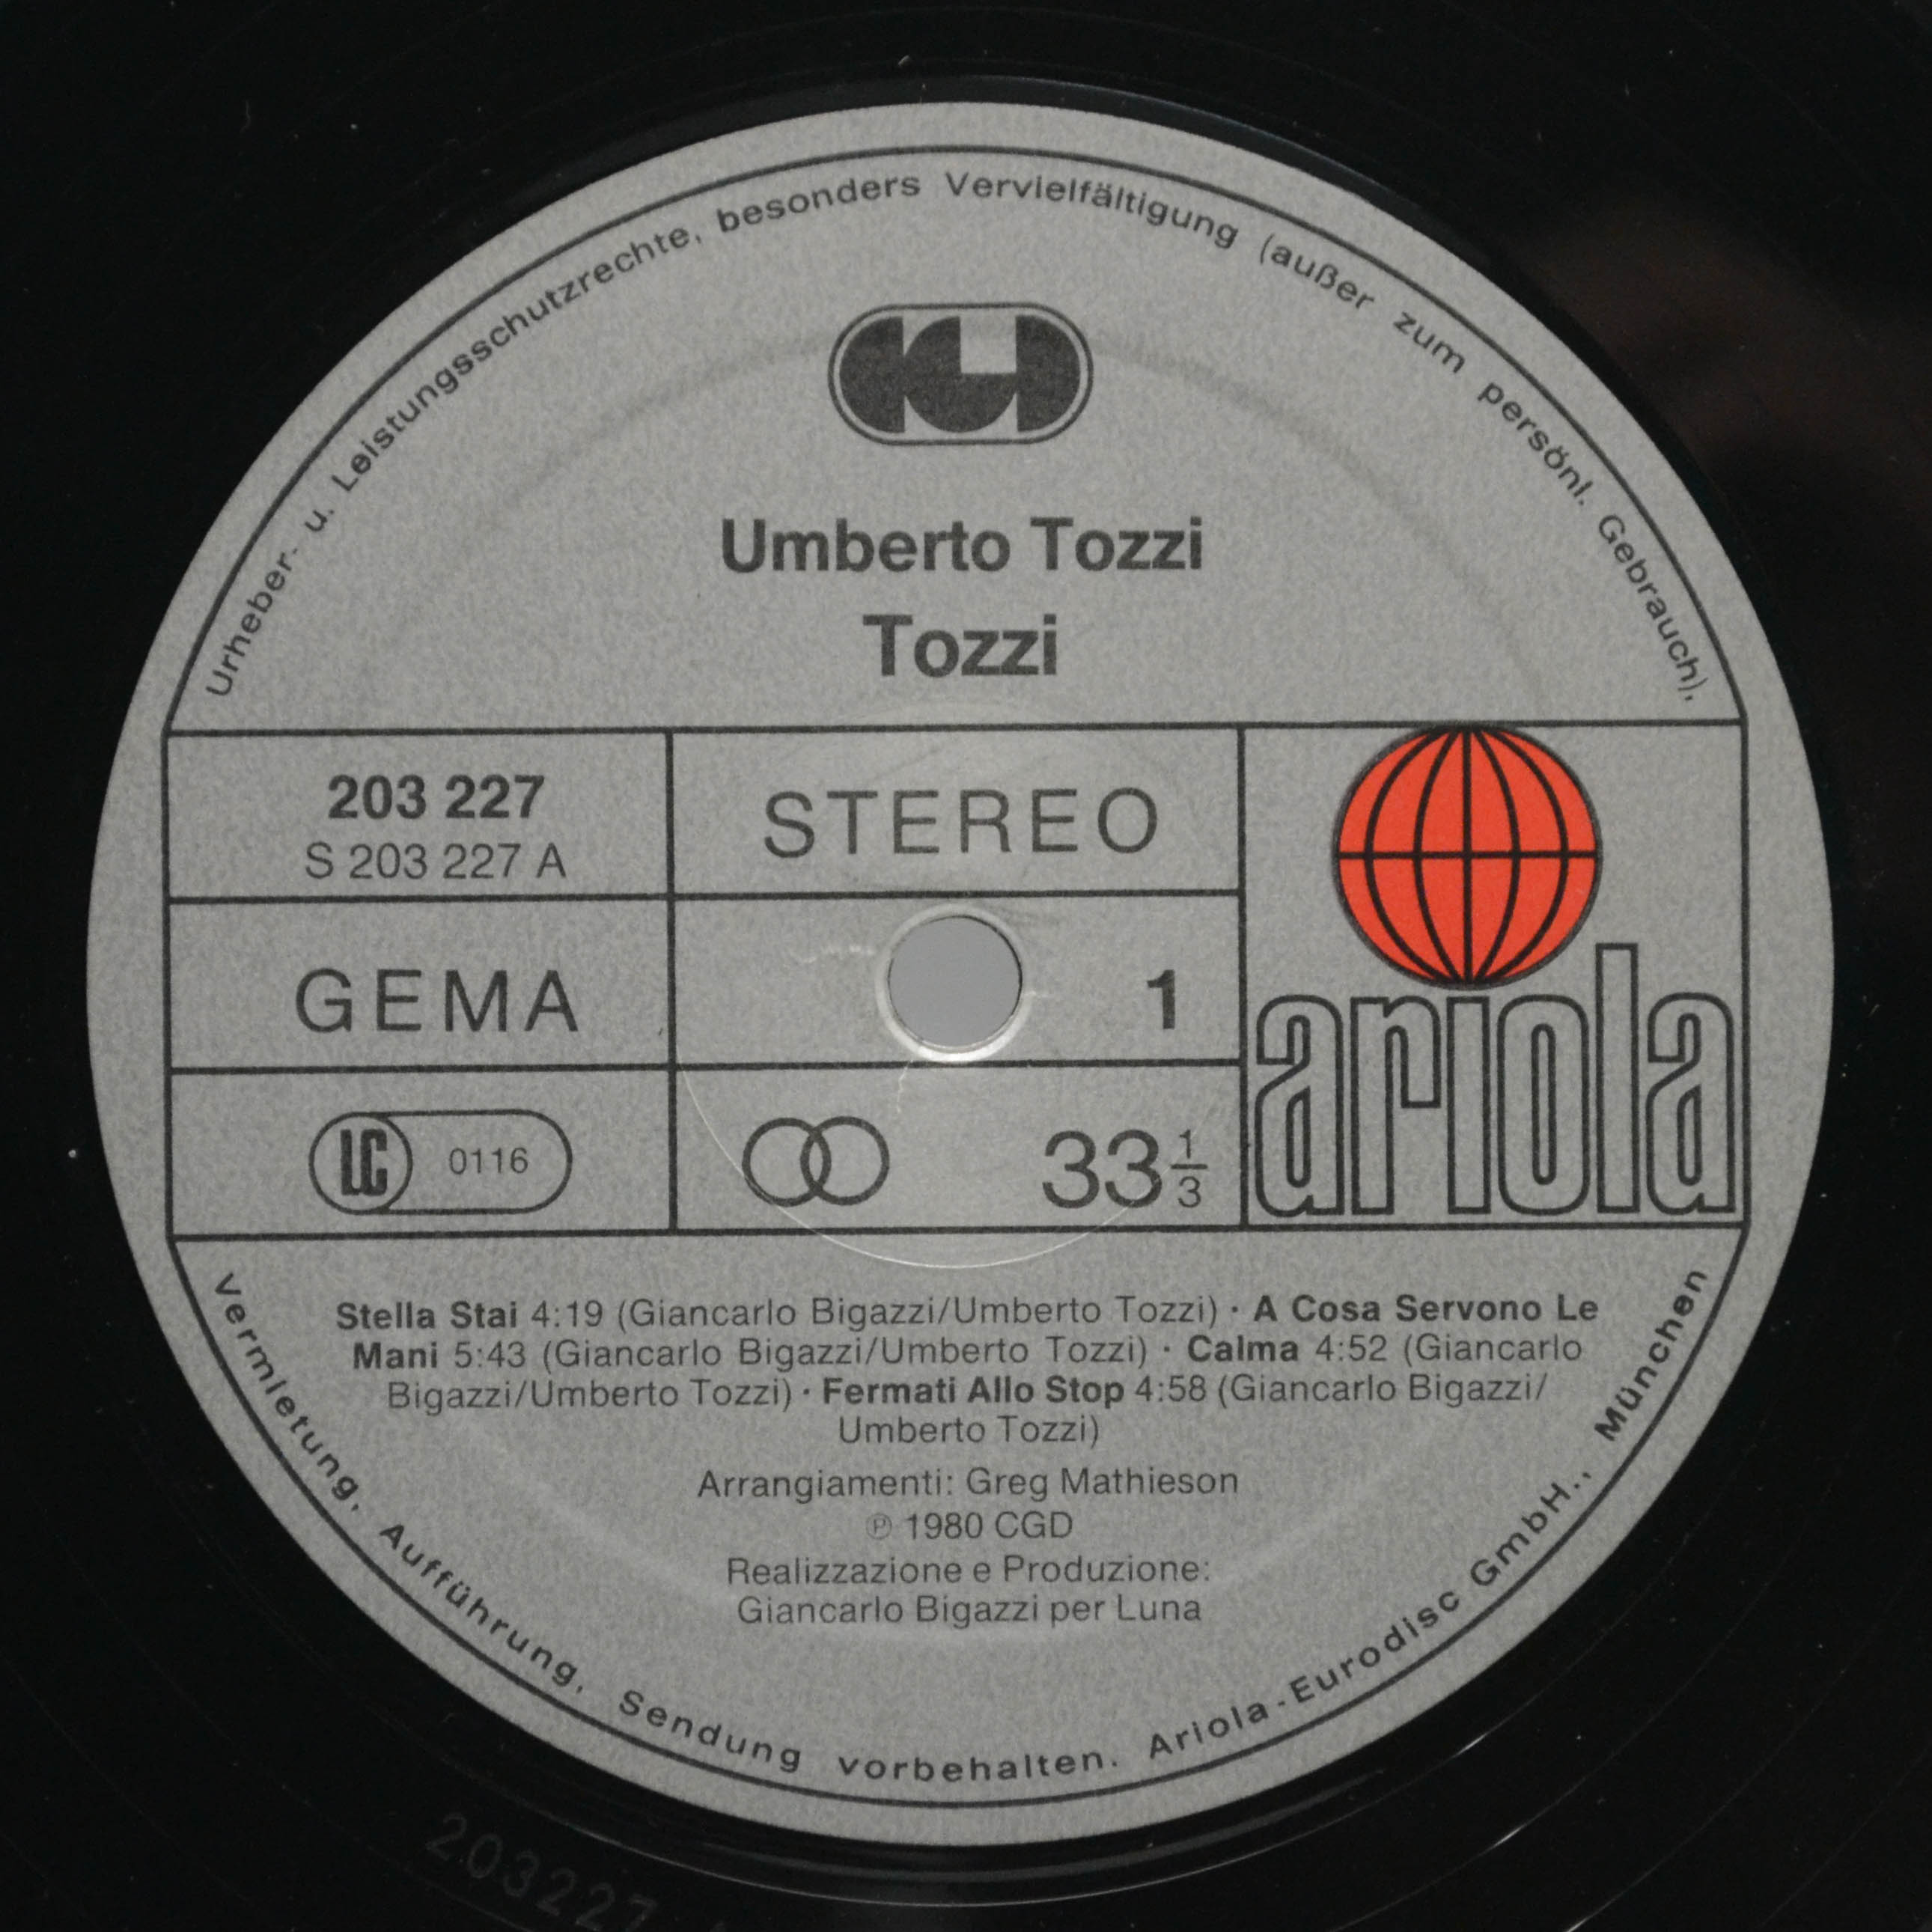 Urheber- u. Leistungsschutzrechte, besonders Vervielfältigung (außer zum persönl. Gebrauch),
CGD
Umberto Tozzi
Tozzi
203 227
S 203 227 A
STEREO
GEMA
1
LC 0116
33 1/3
ariola
Stella Stai 4:19 (Giancarlo Bigazzi/Umberto Tozzi) · A Cosa Servono Le
Mani 5:43 (Giancarlo Bigazzi/Umberto Tozzi) · Calma 4:52 (Giancarlo
Bigazzi/Umberto Tozzi) · Fermati Allo Stop 4:58 (Giancarlo Bigazzi/
Umberto Tozzi)
Arrangiamenti: Greg Mathieson
℗ 1980 CGD
Realizzazione e Produzione:
Giancarlo Bigazzi per Luna
Vermietung, Aufführung, Sendung vorbehalten. Ariola-Eurodisc GmbH., München
203227